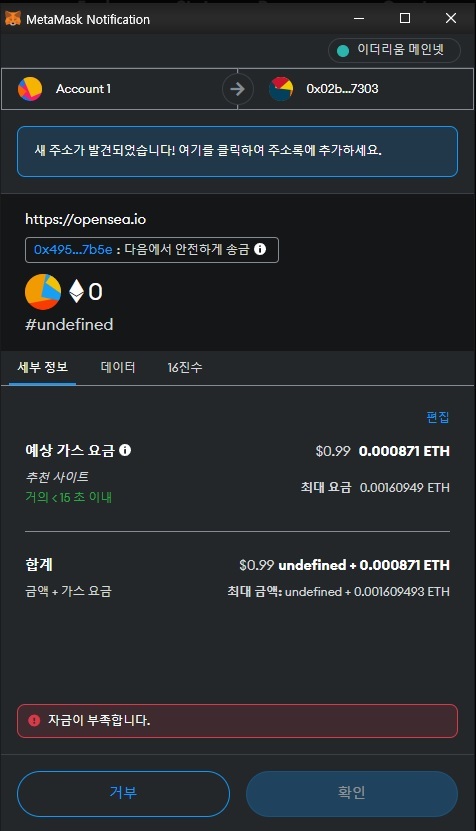 MetaMask Notification
이더리움 메인넷
Account 1
0x02b...7303
새 주소가 발견되었습니다! 여기를 클릭하여 주소록에 추가하세요.
https://opensea.io
0x495...7b5e : 다음에서 안전하게 송금
0
#undefined
세부 정보 데이터 16진수
편집
예상 가스 요금 $0.99 0.000871 ETH
추천 사이트
거의 < 15 초 이내
최대 요금 0.00160949 ETH
합계 $0.99 undefined + 0.000871 ETH
금액 + 가스 요금 최대 금액: undefined + 0.001609493 ETH
자금이 부족합니다.
거부 확인